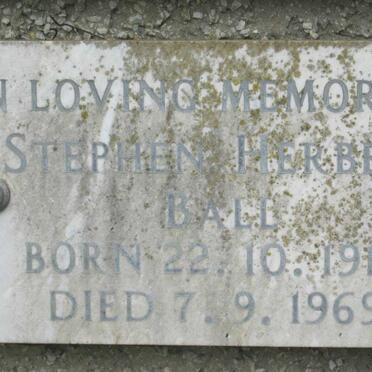 N LOVING MEMOR
STEPHEN HERBE
BALL
BORN 22. 10. 191
DIED 7. 9. 1969